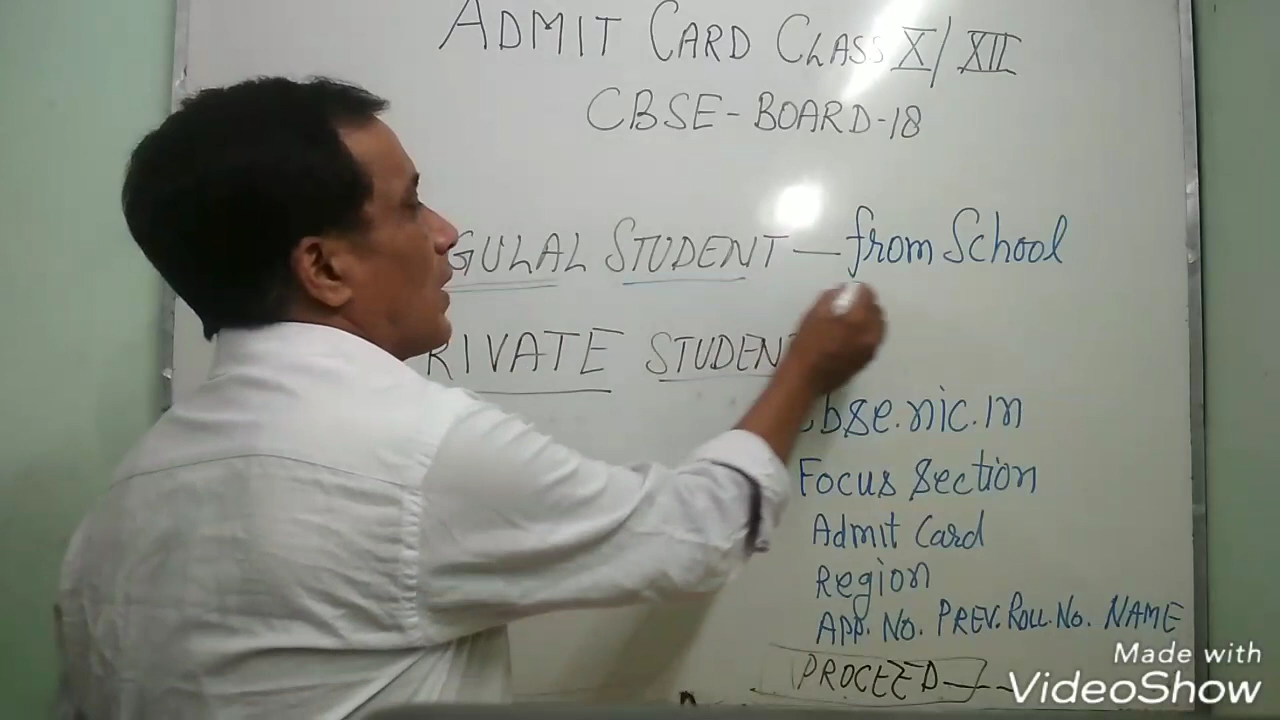 ADMIT CARD CLASS X/XII
CBSE-BOARD-18
GULAL STUDENT — from School
RIVATE STUDEN
cbse.nic.in
Focus Section
Admit Card
Region
APP. No. PREV. ROLL. No. NAME
PROCEED
Made with
VideoShow